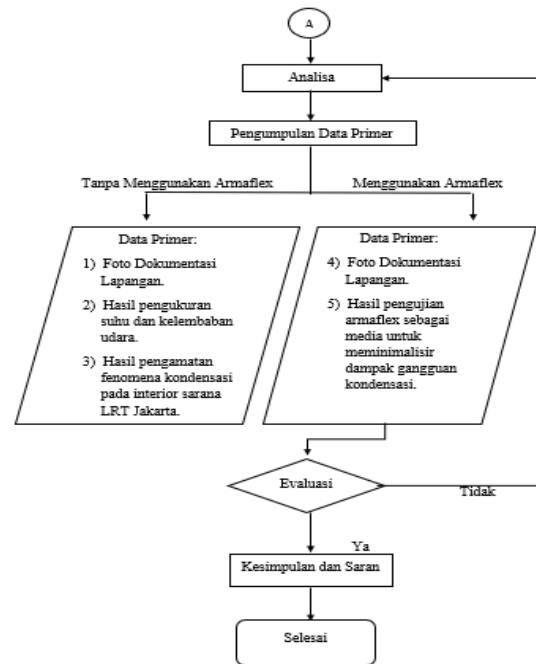 A
Analisa
Pengumpulan Data Primer
Tanpa Menggunakan Armaflex
Menggunakan Armaflex
Data Primer:
1) Foto Dokumentasi
Lapangan.
2) Hasil pengukuran
suhu dan kelembaban
udara.
3) Hasil pengamatan
fenomena kondensasi
pada interior sarana
LRT Jakarta.
Data Primer:
4) Foto Dokumentasi
Lapangan.
5) Hasil pengujian
armaflex sebagai
media untuk
meminimalisir
dampak gangguan
kondensasi.
Evaluasi
Tidak
Ya
Kesimpulan dan Saran
Selesai